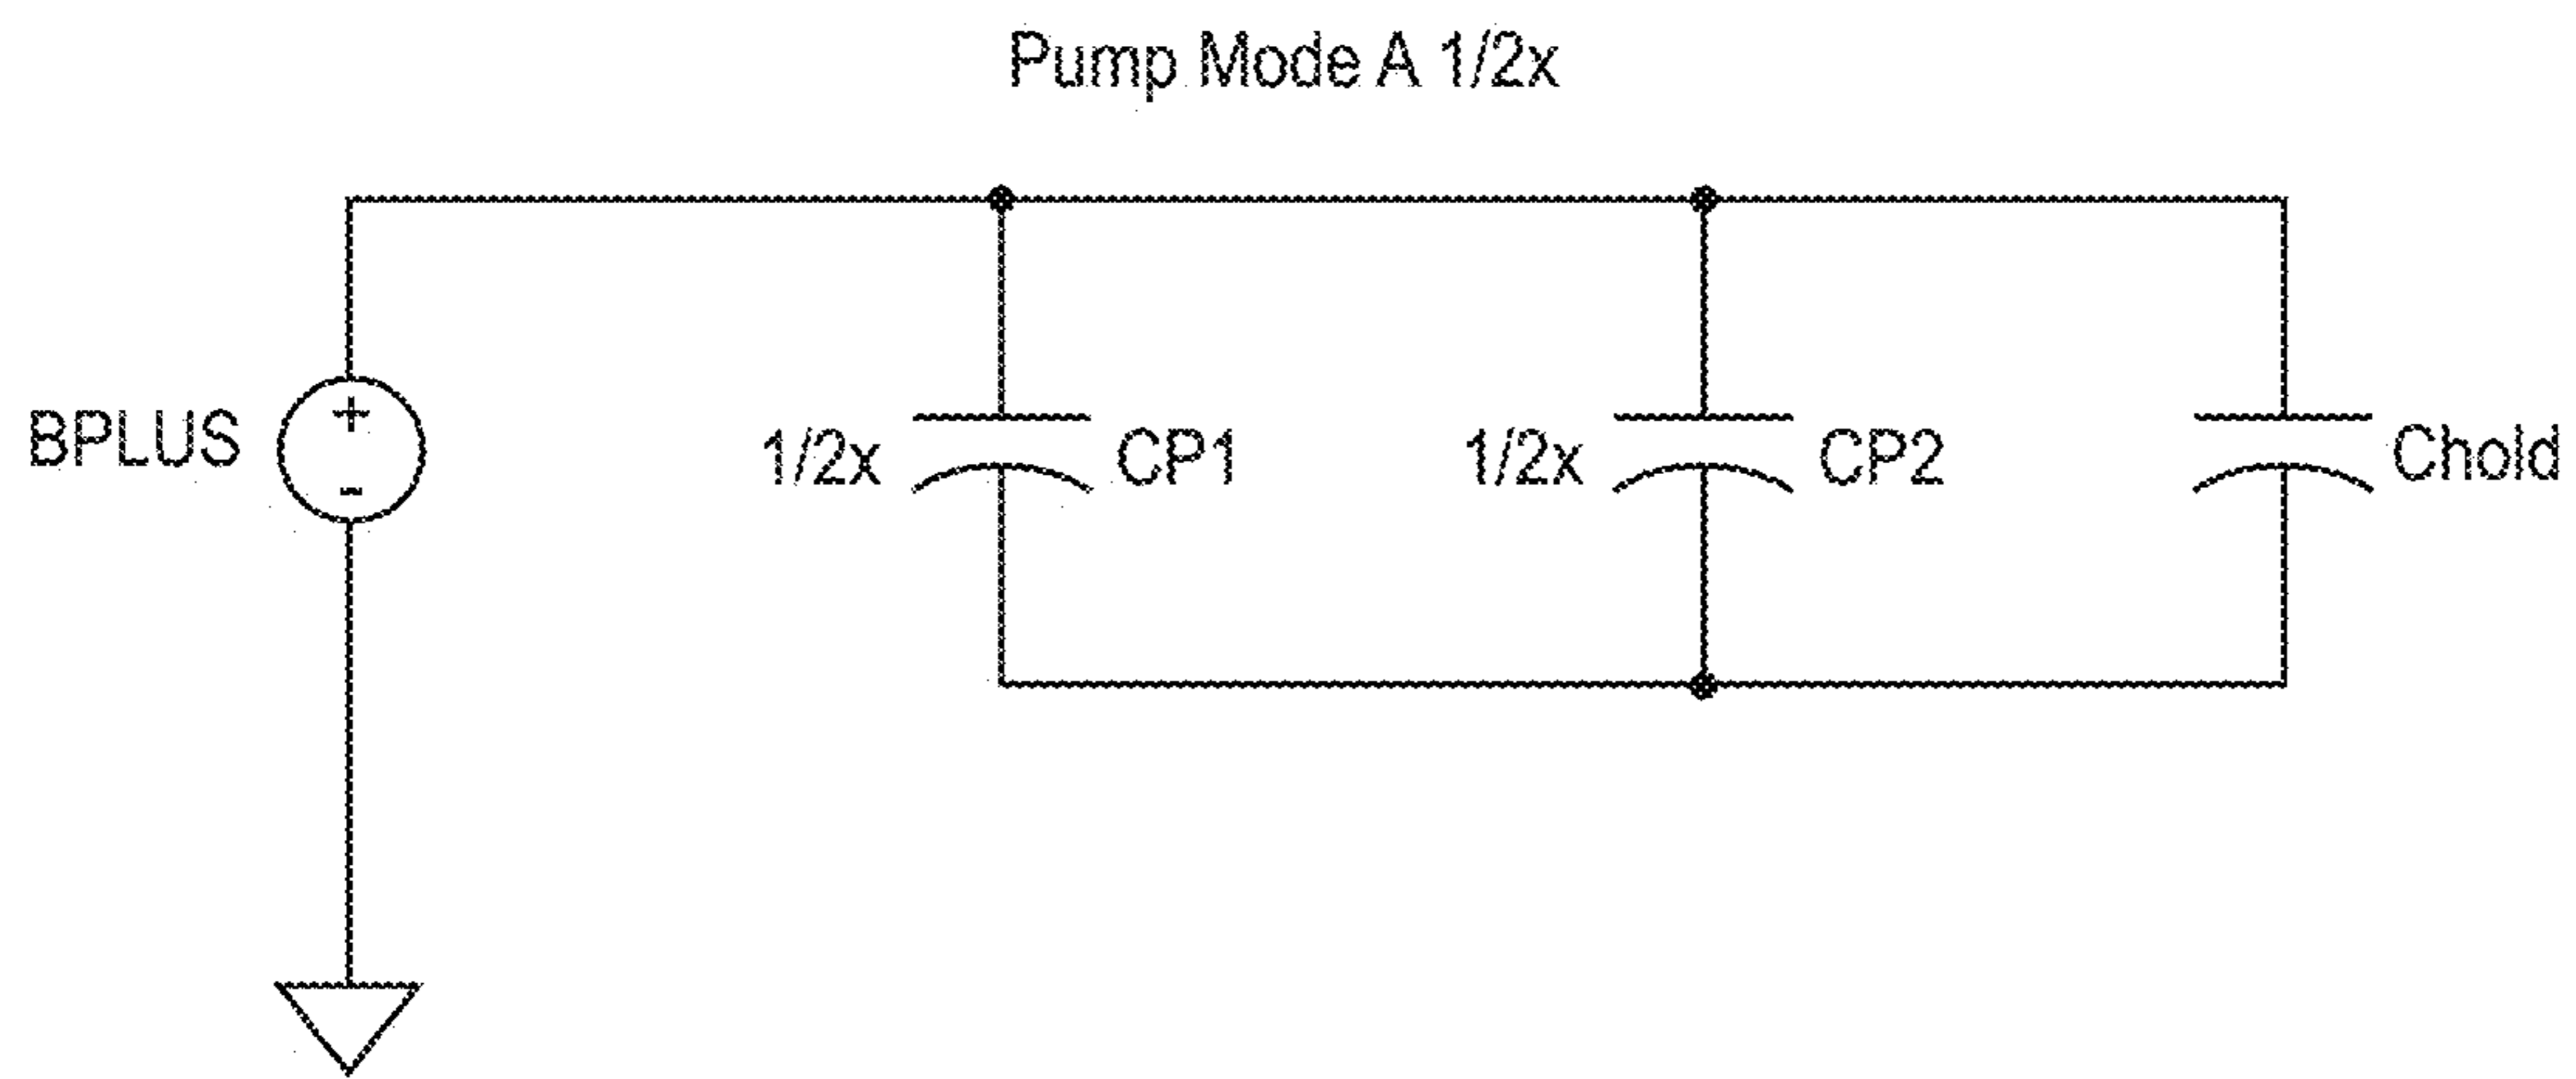 Pump Mode A 1/2x
BPLUS
+
-
1/2x
CP1
1/2x
CP2
Chold